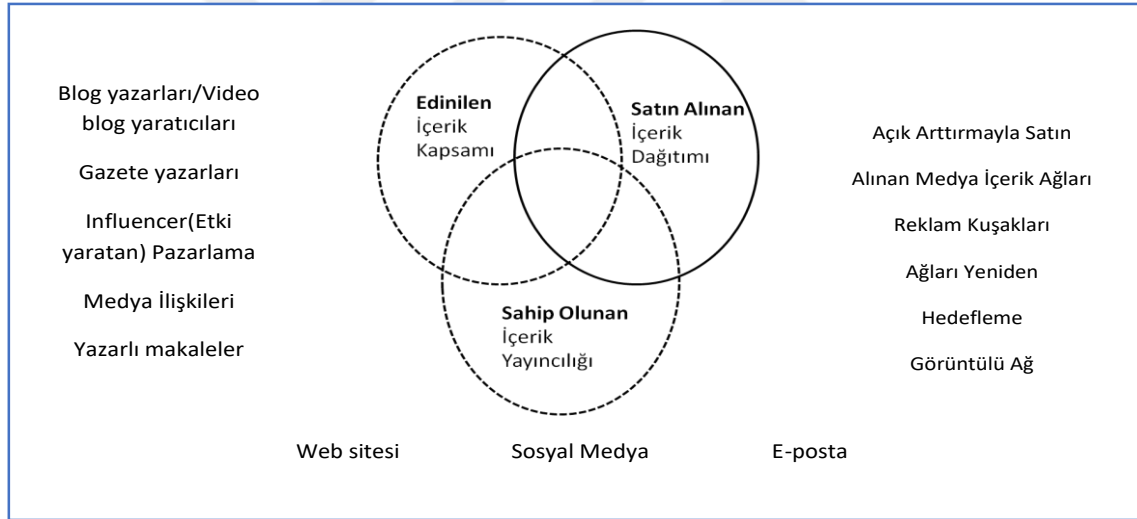 Blog yazarları/Video
blog yaratıcıları
Gazete yazarları
Influencer(Etki
yaratan) Pazarlama
Medya İlişkileri
Yazarlı makaleler
Edinilen
İçerik
Kapsamı
Satın Alınan
İçerik
Dağıtımı
Sahip Olunan
İçerik
Yayıncılığı
Açık Arttırmayla Satın
Alınan Medya İçerik Ağları
Reklam Kuşakları
Ağları Yeniden
Hedefleme
Görüntülü Ağ
Web sitesi
Sosyal Medya
E-posta